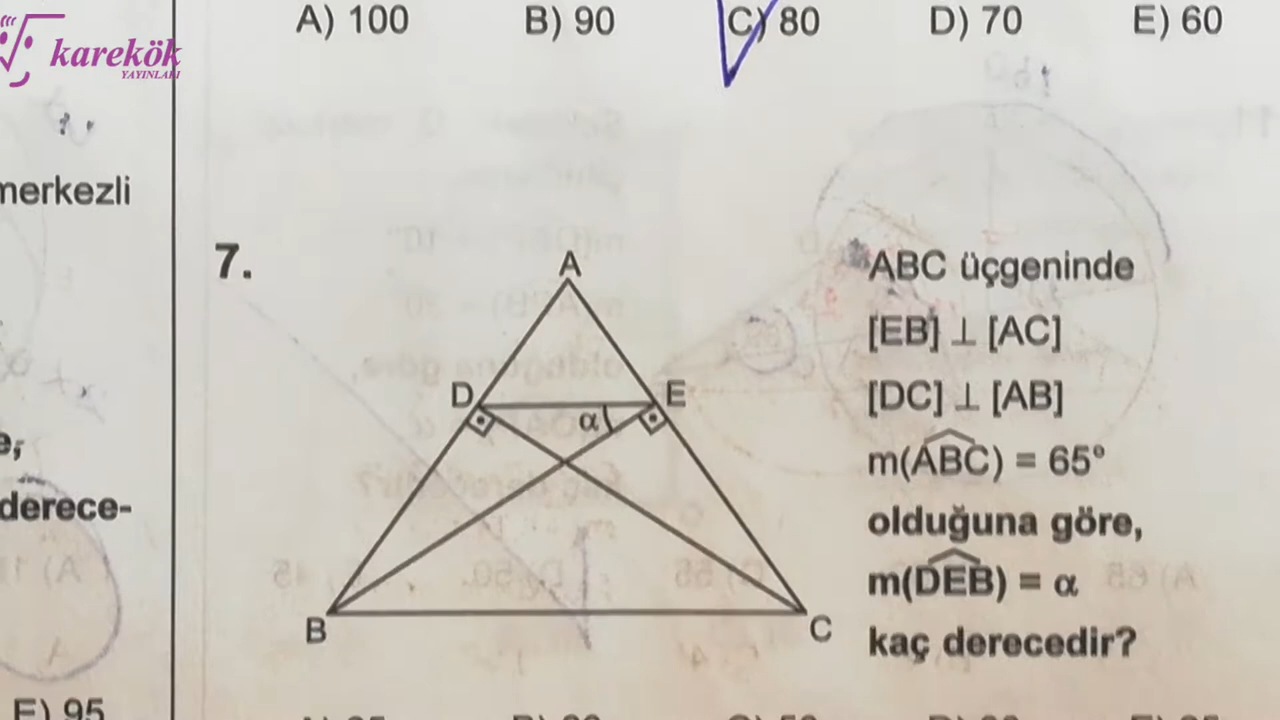 A) 100 B) 90 C) 80 D) 70 E) 60
karekök
YAYINLARI
merkezli
derece-
E) 95
7.
A
D
E
α
B
C
ABC üçgeninde
[EB] ⊥ [AC]
[DC] ⊥ [AB]
m(ABC) = 65°
olduğuna göre,
m(DEB) = α
kaç derecedir?